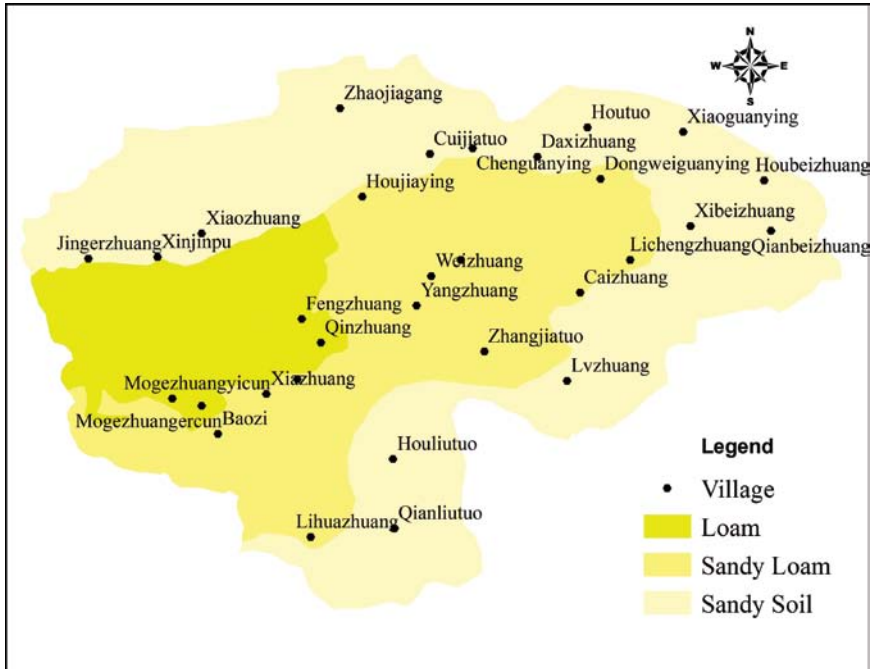 N
W E
S
Zhaojiagang
Houtuo
Xiaoguanying
Cuijiatuo
Daxizhuang
Chenguanying
Dongweiguanying
Houbeizhuang
Houjiaying
Xiaozhuang
Xibeizhuang
Jingerzhuang
Xinjinpu
Lichengzhuang
Qianbeizhuang
Weizhuang
Caizhuang
Yangzhuang
Fengzhuang
Qinzhuang
Zhangjiatuo
Lvzhuang
Mogezhuangyicun
Xiazhuang
Mogezhuangercun
Baozi
Houliutuo
Lihuazhuang
Qianliutuo
Legend
Village
Loam
Sandy Loam
Sandy Soil